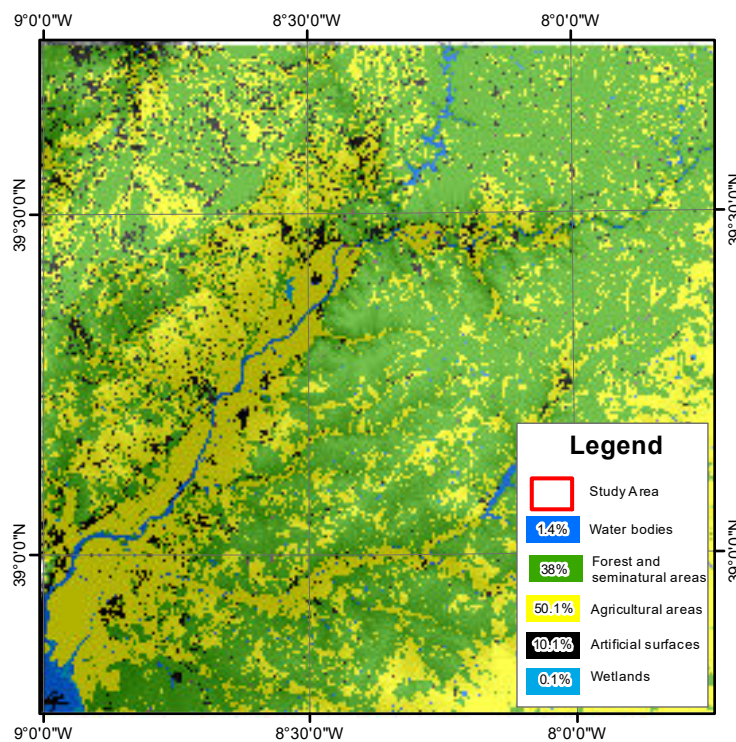 9°0'0"W 8°30'0"W 8°0'0"W
39°30'0"N 39°30'0"N
39°0'0"N 39°0'0"N
Legend
Study Area
1.4% Water bodies
38% Forest and
seminatural areas
50.1% Agricultural areas
10.1% Artificial surfaces
0.1% Wetlands
9°0'0"W 8°30'0"W 8°0'0"W